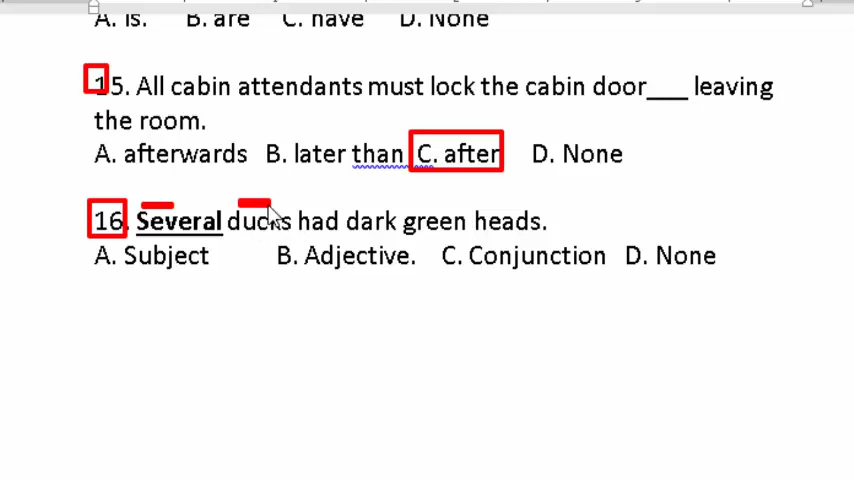 A. is. B. are C. have D. None
15. All cabin attendants must lock the cabin door___ leaving
the room.
A. afterwards B. later than C. after D. None
16. Several ducks had dark green heads.
A. Subject B. Adjective. C. Conjunction D. None